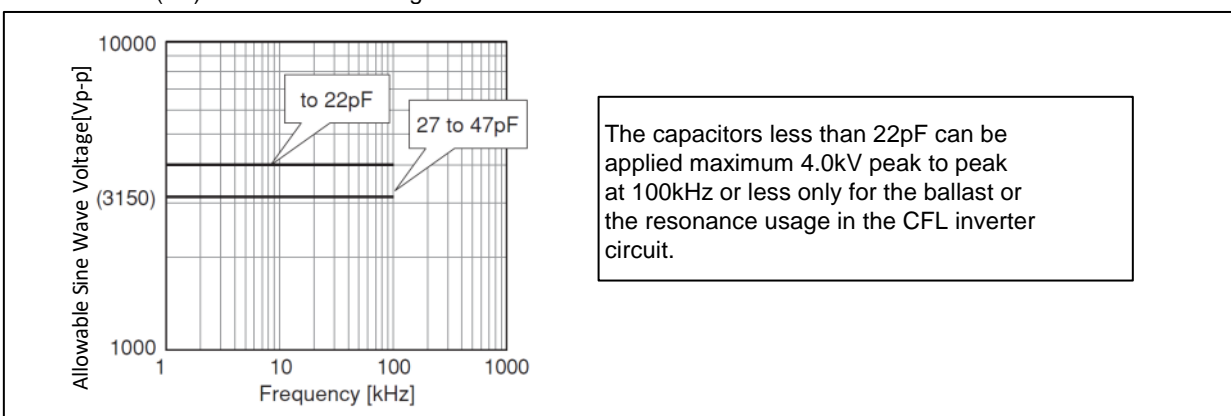 10000
to 22pF
27 to 47pF
(3150)
1000
1
10
100
1000
Frequency [kHz]
Allowable Sine Wave Voltage[Vp-p]
The capacitors less than 22pF can be
applied maximum 4.0kV peak to peak
at 100kHz or less only for the ballast or
the resonance usage in the CFL inverter
circuit.